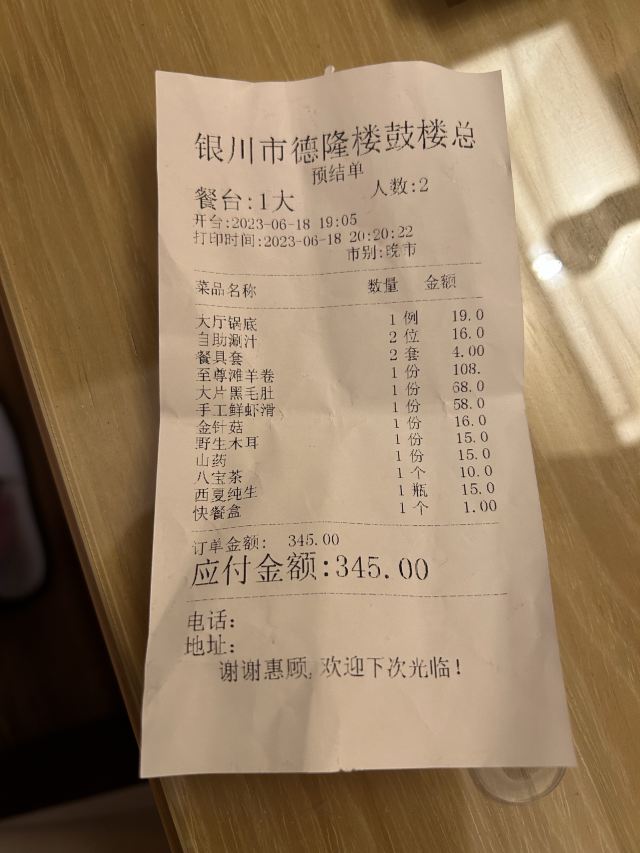 银川市德隆楼鼓楼总
预结单
餐台:1大 人数:2
开台:2023-06-18 19:05
打印时间:2023-06-18 20:20:22
市别:晚市
菜品名称 数量 金额
大厅锅底 1 例 19.0
自助涮汁 2 位 16.0
餐具套 2 套 4.00
至尊滩羊卷 1 份 108.
大片黑毛肚 1 份 68.0
手工鲜虾滑 1 份 58.0
金针菇 1 份 16.0
野生木耳 1 份 15.0
山药 1 份 15.0
八宝茶 1 个 10.0
西夏纯生 1 瓶 15.0
快餐盒 1 个 1.00
订单金额: 345.00
应付金额:345.00
电话:
地址:
谢谢惠顾,欢迎下次光临!